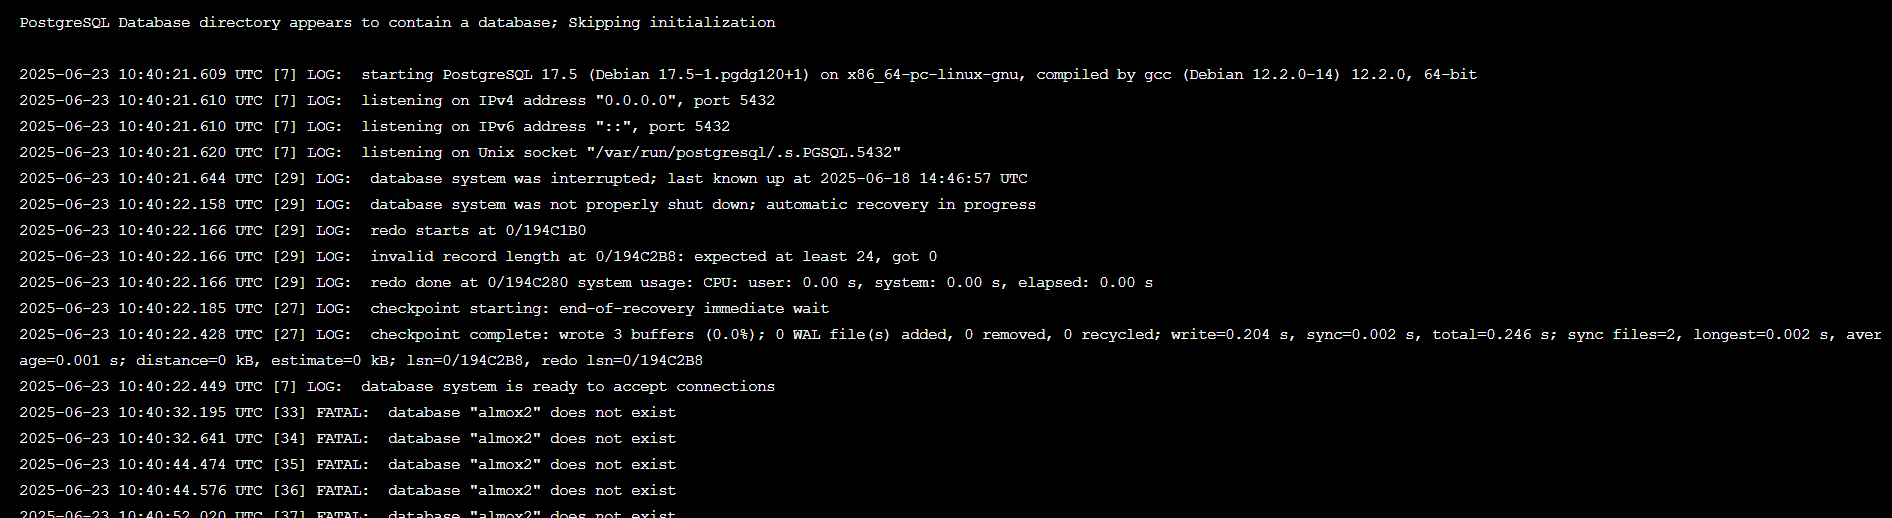 PostgreSQL Database directory appears to contain a database; Skipping initialization
2025-06-23 10:40:21.609 UTC [7] LOG:  starting PostgreSQL 17.5 (Debian 17.5-1.pgdg120+1) on x86_64-pc-linux-gnu, compiled by gcc (Debian 12.2.0-14) 12.2.0, 64-bit
2025-06-23 10:40:21.610 UTC [7] LOG:  listening on IPv4 address "0.0.0.0", port 5432
2025-06-23 10:40:21.610 UTC [7] LOG:  listening on IPv6 address "::", port 5432
2025-06-23 10:40:21.620 UTC [7] LOG:  listening on Unix socket "/var/run/postgresql/.s.PGSQL.5432"
2025-06-23 10:40:21.644 UTC [29] LOG:  database system was interrupted; last known up at 2025-06-18 14:46:57 UTC
2025-06-23 10:40:22.158 UTC [29] LOG:  database system was not properly shut down; automatic recovery in progress
2025-06-23 10:40:22.166 UTC [29] LOG:  redo starts at 0/194C1B0
2025-06-23 10:40:22.166 UTC [29] LOG:  invalid record length at 0/194C2B8: expected at least 24, got 0
2025-06-23 10:40:22.166 UTC [29] LOG:  redo done at 0/194C280 system usage: CPU: user: 0.00 s, system: 0.00 s, elapsed: 0.00 s
2025-06-23 10:40:22.185 UTC [27] LOG:  checkpoint starting: end-of-recovery immediate wait
2025-06-23 10:40:22.428 UTC [27] LOG:  checkpoint complete: wrote 3 buffers (0.0%); 0 WAL file(s) added, 0 removed, 0 recycled; write=0.204 s, sync=0.002 s, total=0.246 s; sync files=2, longest=0.002 s, aver
age=0.001 s; distance=0 kB, estimate=0 kB; lsn=0/194C2B8, redo lsn=0/194C2B8
2025-06-23 10:40:22.449 UTC [7] LOG:  database system is ready to accept connections
2025-06-23 10:40:32.195 UTC [33] FATAL:  database "almox2" does not exist
2025-06-23 10:40:32.641 UTC [34] FATAL:  database "almox2" does not exist
2025-06-23 10:40:44.474 UTC [35] FATAL:  database "almox2" does not exist
2025-06-23 10:40:44.576 UTC [36] FATAL:  database "almox2" does not exist
2025-06-23 10:40:52.020 UTC [37] FATAL:  database "almox2" does not exist